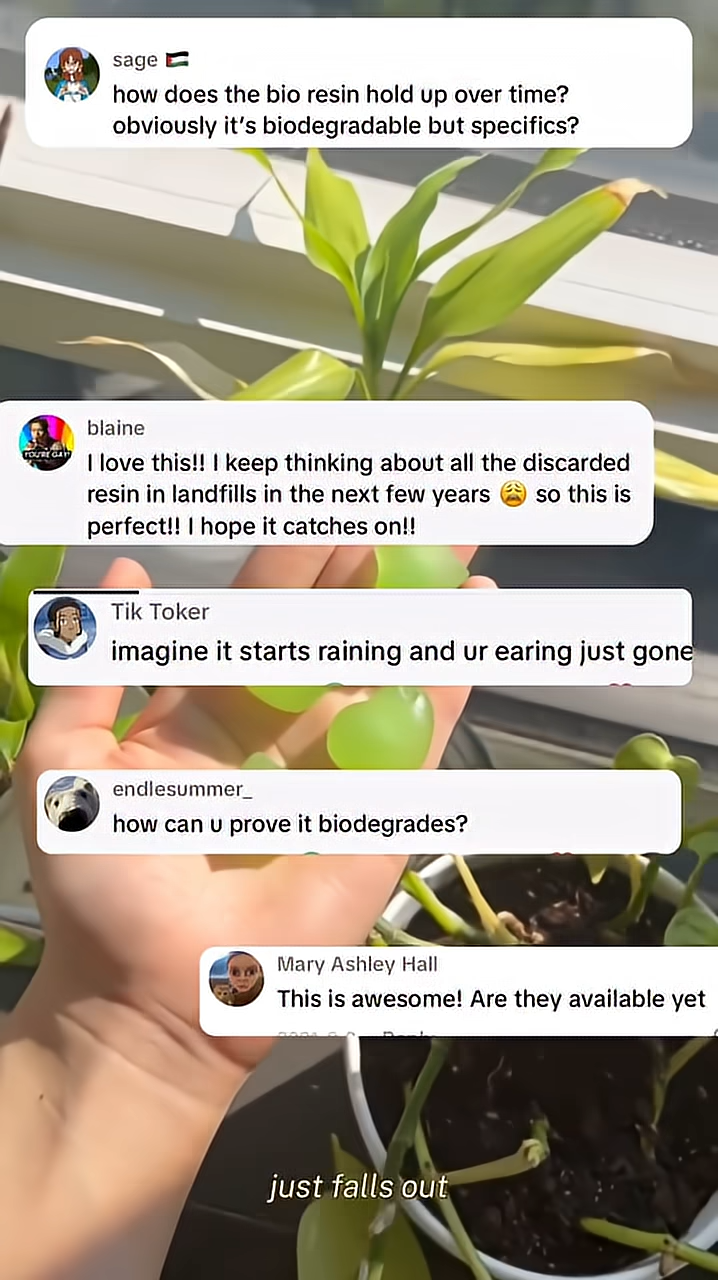 sage 🇵🇸
how does the bio resin hold up over time?
obviously it's biodegradable but specifics?
blaine
YOU'RE GAY?
I love this!! I keep thinking about all the discarded
resin in landfills in the next few years 😩 so this is
perfect!! I hope it catches on!!
Tik Toker
imagine it starts raining and ur earing just gone
endlesummer_
how can u prove it biodegrades?
Mary Ashley Hall
This is awesome! Are they available yet
just falls out